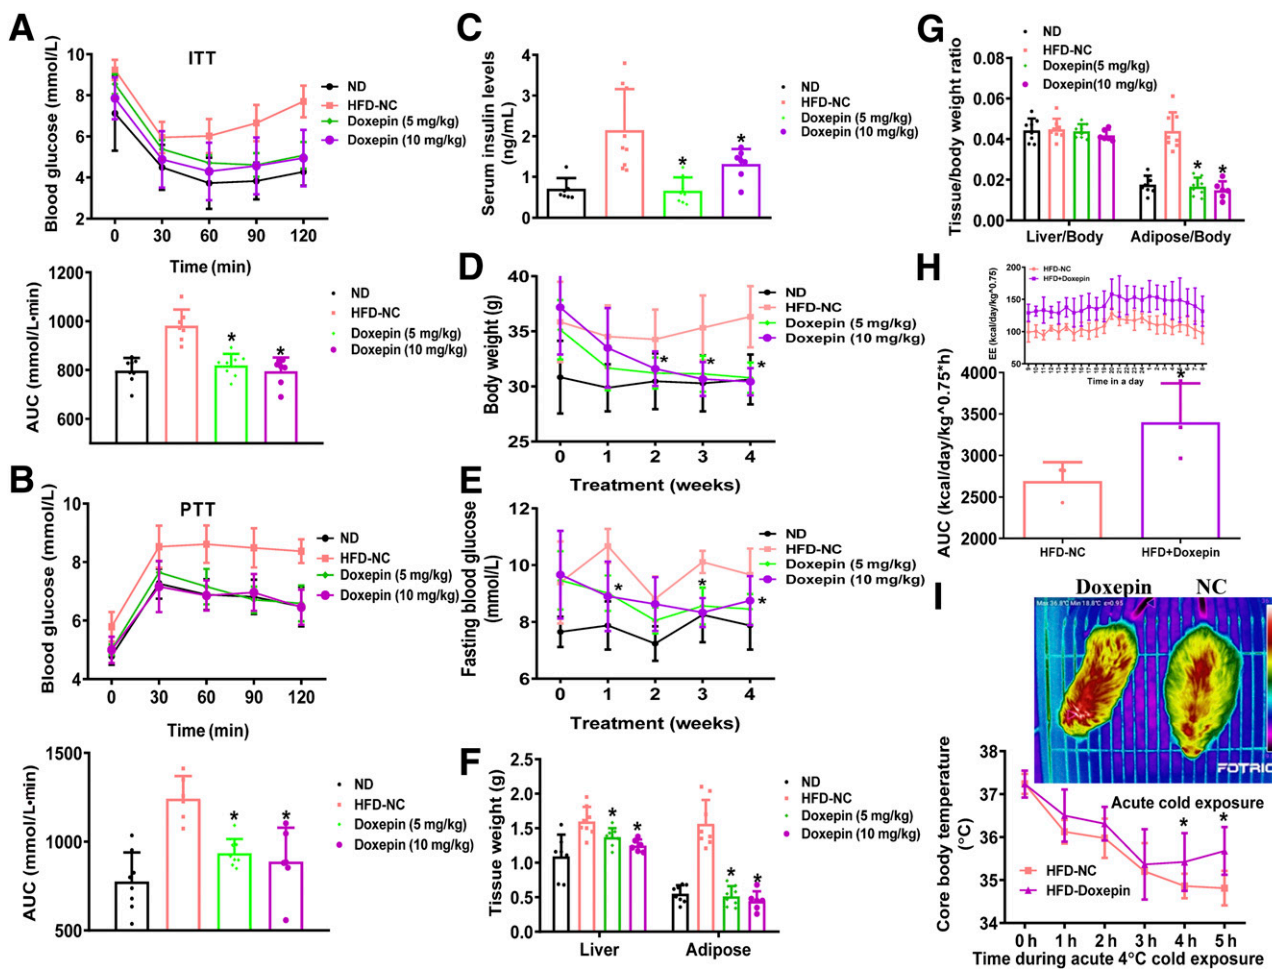 A
ITT
Blood glucose (mmol/L)
10
8
6
4
2
0 30 60 90 120
Time (min)
ND
HFD-NC
Doxepin (5 mg/kg)
Doxepin (10 mg/kg)
AUC (mmol/L•min)
1200
1000
800
600
* *
ND
HFD-NC
Doxepin (5 mg/kg)
Doxepin (10 mg/kg)
B
PTT
Blood glucose (mmol/L)
10
8
6
4
0 30 60 90 120
Time (min)
ND
HFD-NC
Doxepin (5 mg/kg)
Doxepin (10 mg/kg)
AUC (mmol/L•min)
1500
1000
500
* *
ND
HFD-NC
Doxepin (5 mg/kg)
Doxepin (10 mg/kg)
C
Serum insulin levels
(ng/mL)
4
3
2
1
0
* *
ND
HFD-NC
Doxepin (5 mg/kg)
Doxepin (10 mg/kg)
D
Body weight (g)
40
35
30
25
0 1 2 3 4
Treatment (weeks)
* * *
ND
HFD-NC
Doxepin (5 mg/kg)
Doxepin (10 mg/kg)
E
Fasting blood glucose
(mmol/L)
12
10
8
6
0 1 2 3 4
Treatment (weeks)
* * *
ND
HFD-NC
Doxepin (5 mg/kg)
Doxepin (10 mg/kg)
F
Tissue weight (g)
2.5
2.0
1.5
1.0
0.5
0.0
* * * *
Liver Adipose
ND
HFD-NC
Doxepin (5 mg/kg)
Doxepin (10 mg/kg)
G
Tissue/body weight ratio
0.08
0.06
0.04
0.02
0.00
* *
Liver/Body Adipose/Body
ND
HFD-NC
Doxepin(5 mg/kg)
Doxepin(10 mg/kg)
H
EE (kcal/day/kg^0.75)
200
150
100
50
HFD-NC
HFD+Doxepin
Time in a day
AUC (kcal/day/kg^0.75*h)
4000
3500
3000
2500
2000
*
HFD-NC HFD+Doxepin
I
Doxepin NC
Max 36.8°C Min 18.8°C ε=0.95
FOTRIC
Acute cold exposure
Core body temperature
(°C)
38
37
36
35
34
* *
HFD-NC
HFD-Doxepin
0 h 1 h 2 h 3 h 4 h 5 h
Time during acute 4°C cold exposure